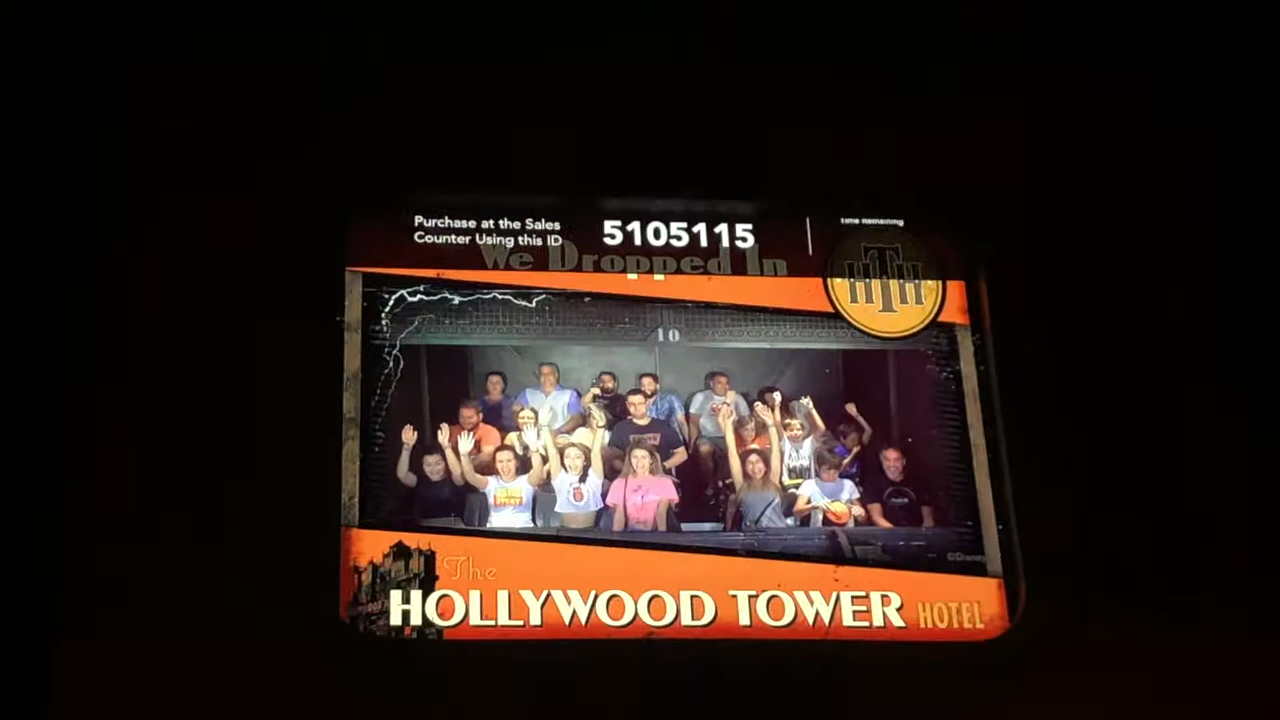 Purchase at the Sales
Counter Using this ID
5105115
Time Remaining
We Dropped In
HTH
10
©Disney
The
HOLLYWOOD TOWER HOTEL